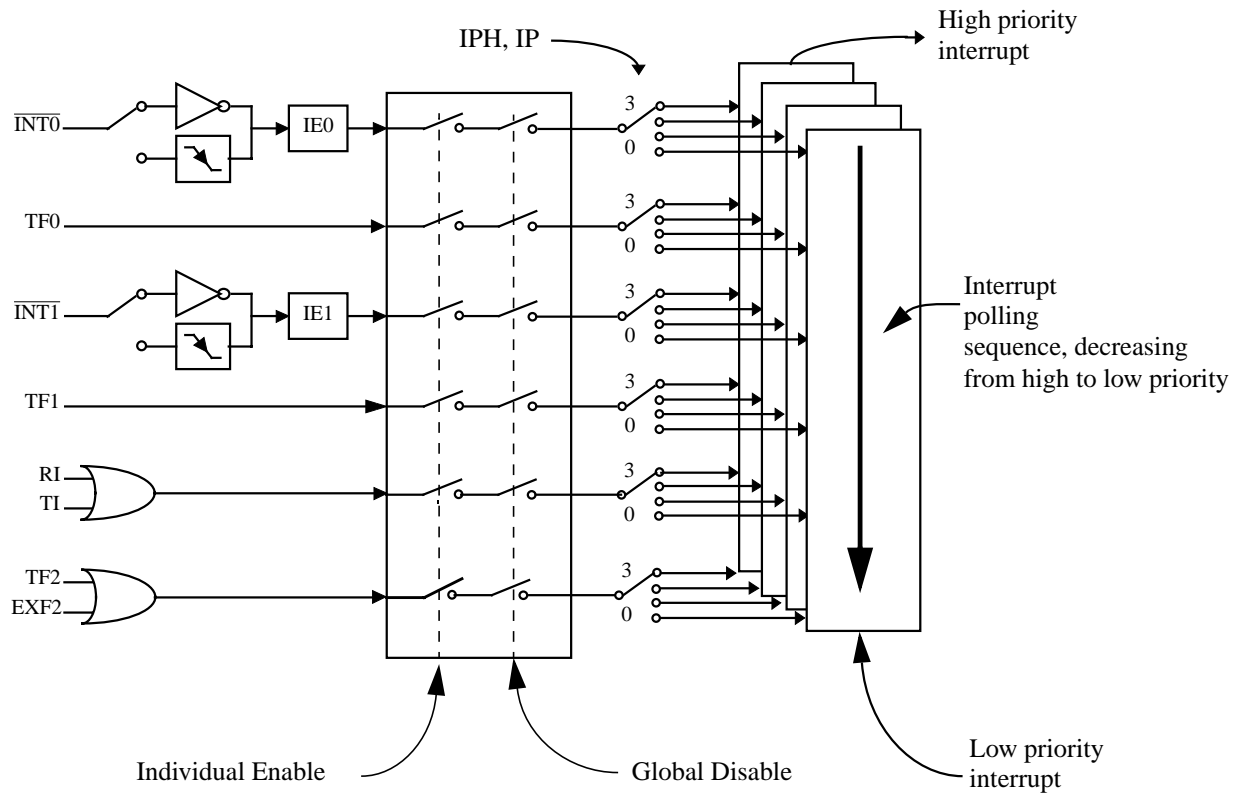 High priority
interrupt
IPH, IP
INT0
IE0
3
0
TF0
3
0
INT1
IE1
3
0
Interrupt
polling
sequence, decreasing
from high to low priority
TF1
3
0
RI
TI
3
0
TF2
EXF2
3
0
Individual Enable
Global Disable
Low priority
interrupt